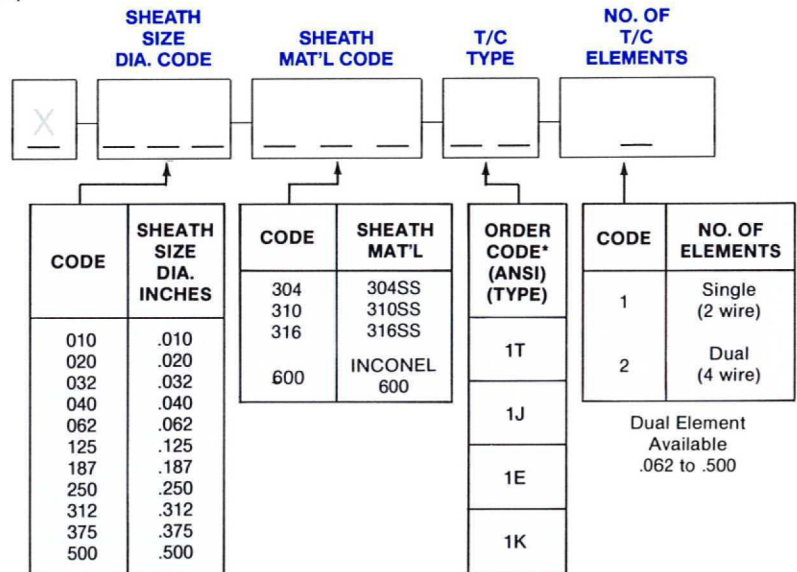 SHEATH
SIZE
DIA. CODE
SHEATH
MAT'L CODE
T/C
TYPE
NO. OF
T/C
ELEMENTS
X
CODE
SHEATH
SIZE
DIA.
INCHES
010 .010
020 .020
032 .032
040 .040
062 .062
125 .125
187 .187
250 .250
312 .312
375 .375
500 .500
CODE
SHEATH
MAT'L
304 304SS
310 310SS
316 316SS
600 INCONEL
600
ORDER
CODE*
(ANSI)
(TYPE)
1T
1J
1E
1K
CODE
NO. OF
ELEMENTS
1 Single
(2 wire)
2 Dual
(4 wire)
Dual Element
Available
.062 to .500